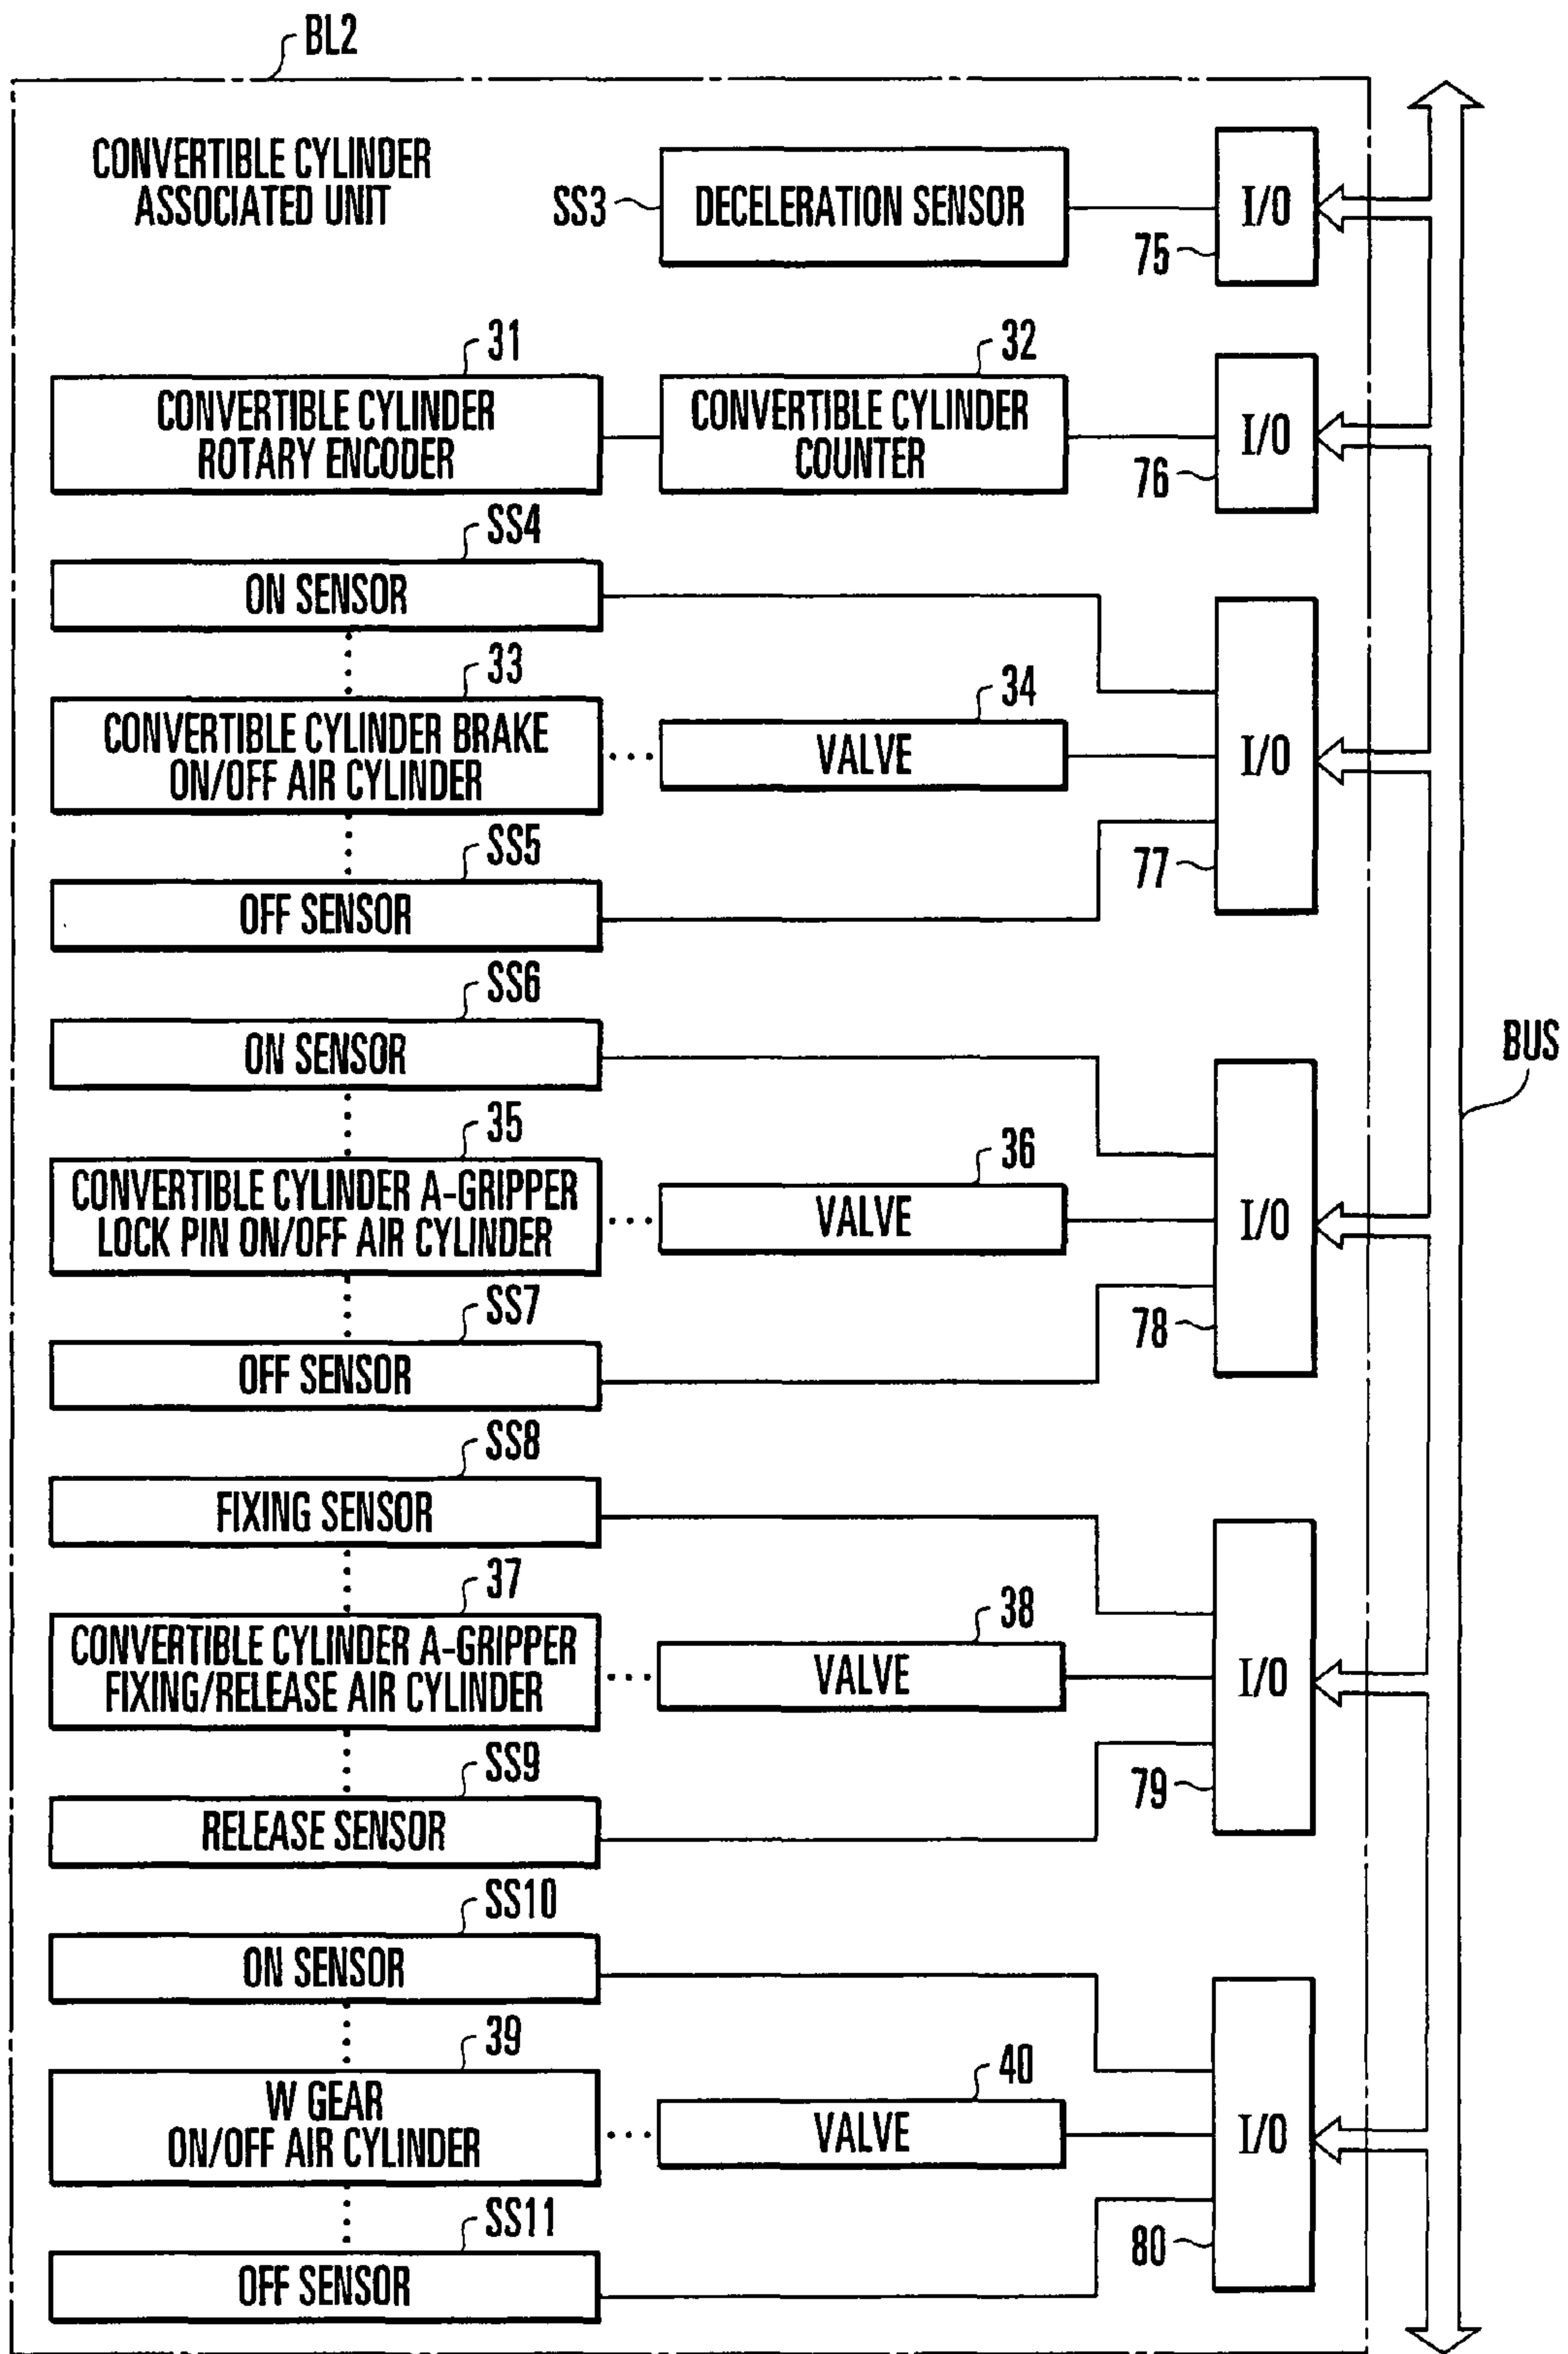 BL2
CONVERTIBLE CYLINDER
ASSOCIATED UNIT
SS3
DECELERATION SENSOR
I/O
75
31
32
CONVERTIBLE CYLINDER
ROTARY ENCODER
CONVERTIBLE CYLINDER
COUNTER
I/O
76
SS4
ON SENSOR
33
34
CONVERTIBLE CYLINDER BRAKE
ON/OFF AIR CYLINDER
VALVE
I/O
77
SS5
OFF SENSOR
SS6
ON SENSOR
BUS
35
36
CONVERTIBLE CYLINDER A-GRIPPER
LOCK PIN ON/OFF AIR CYLINDER
VALVE
I/O
78
SS7
OFF SENSOR
SS8
FIXING SENSOR
37
38
CONVERTIBLE CYLINDER A-GRIPPER
FIXING/RELEASE AIR CYLINDER
VALVE
I/O
79
SS9
RELEASE SENSOR
SS10
ON SENSOR
39
40
W GEAR
ON/OFF AIR CYLINDER
VALVE
I/O
80
SS11
OFF SENSOR